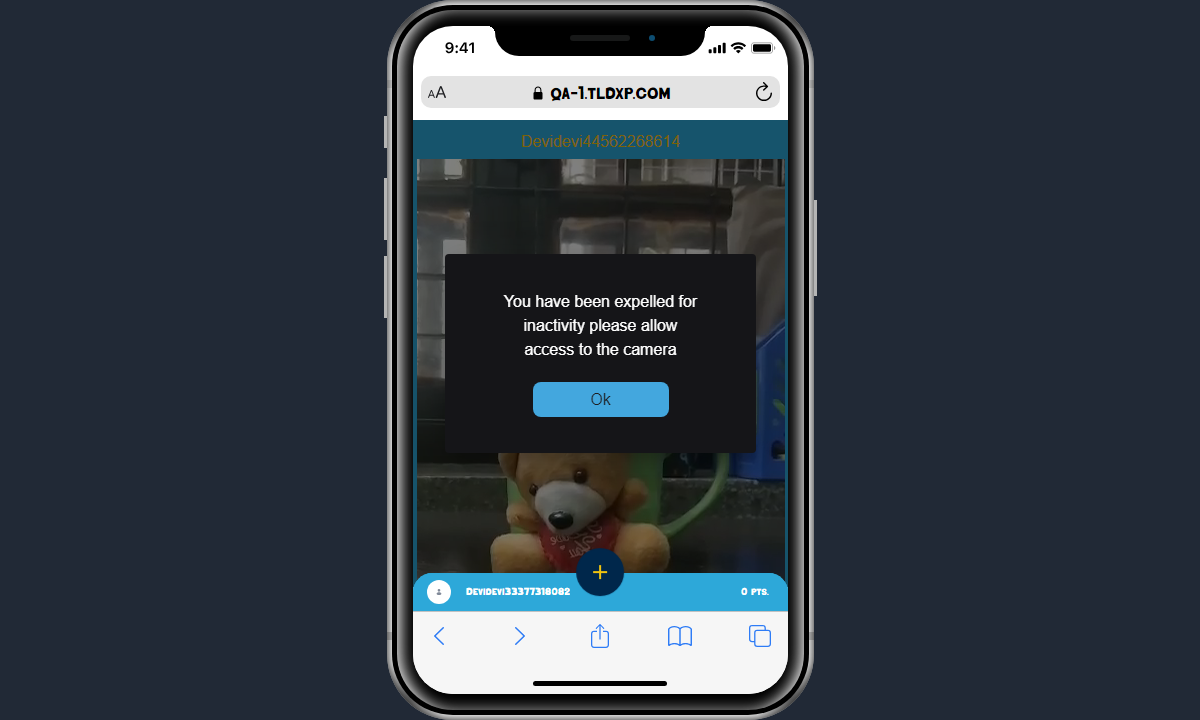 9:41
AA
QA-1.TLDXP.COM
Devidevi44562268614
You have been expelled for
inactivity please allow
access to the camera
Ok
+
DEVIDEVI33377318082
0 PTS.